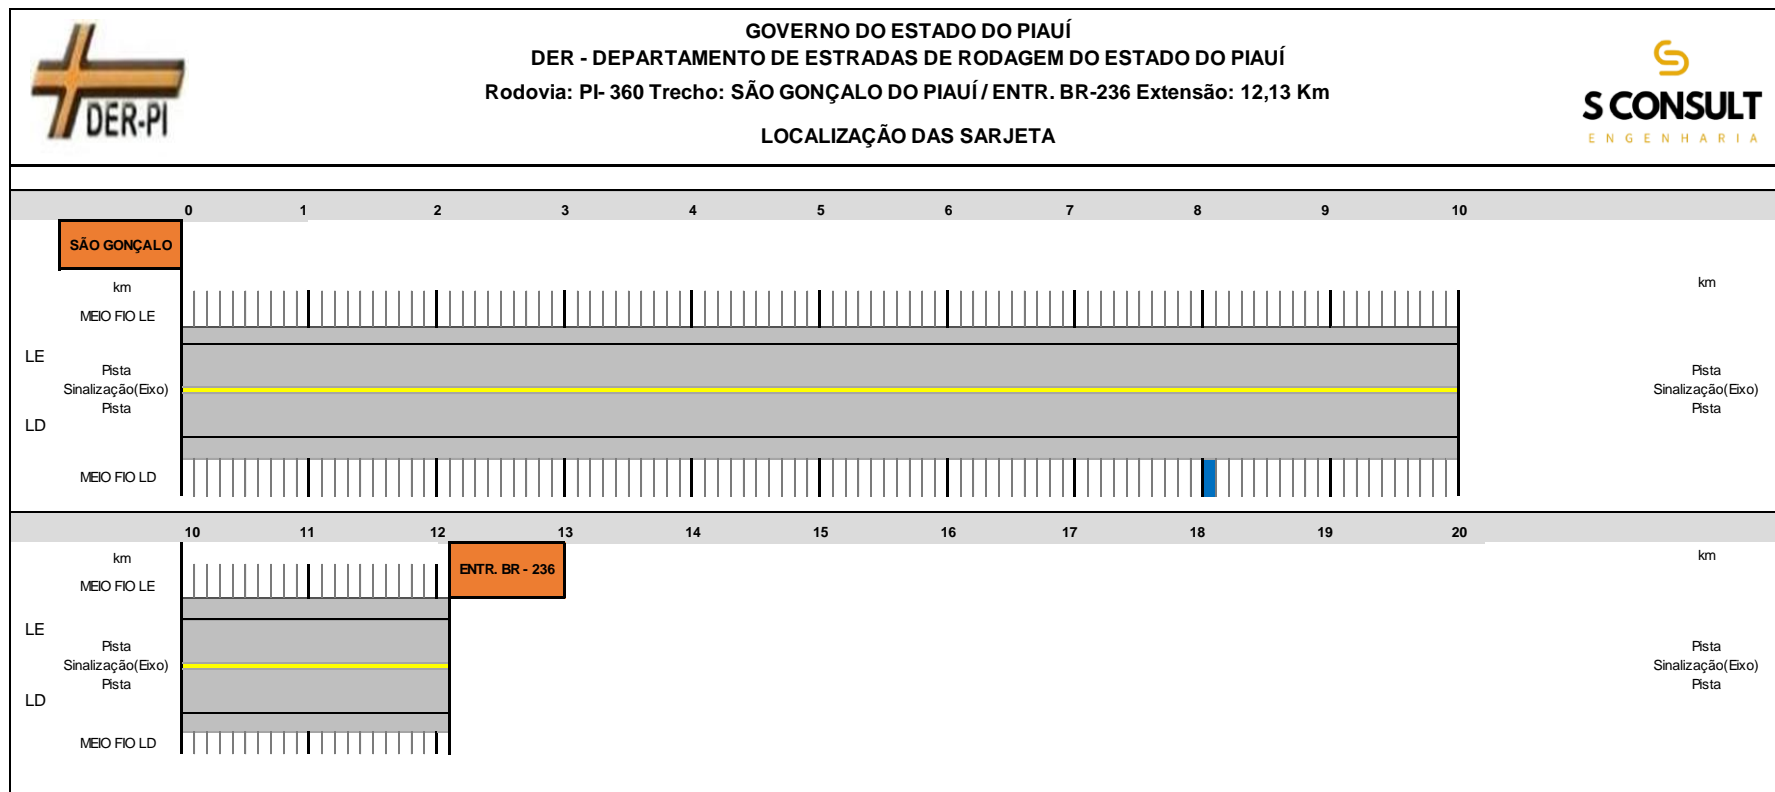 GOVERNO DO ESTADO DO PIAUÍ
DER - DEPARTAMENTO DE ESTRADAS DE RODAGEM DO ESTADO DO PIAUÍ
Rodovia: PI- 360 Trecho: SÃO GONÇALO DO PIAUÍ / ENTR. BR-236 Extensão: 12,13 Km
LOCALIZAÇÃO DAS SARJETA
DER-PI
S CONSULT
ENGENHARIA
0 1 2 3 4 5 6 7 8 9 10
SÃO GONÇALO
km km
MEIO FIO LE
LE
Pista Pista
Sinalização(Eixo) Sinalização(Eixo)
Pista Pista
LD
MEIO FIO LD
10 11 12 13 14 15 16 17 18 19 20
km km
ENTR. BR - 236
MEIO FIO LE
LE
Pista Pista
Sinalização(Eixo) Sinalização(Eixo)
Pista Pista
LD
MEIO FIO LD